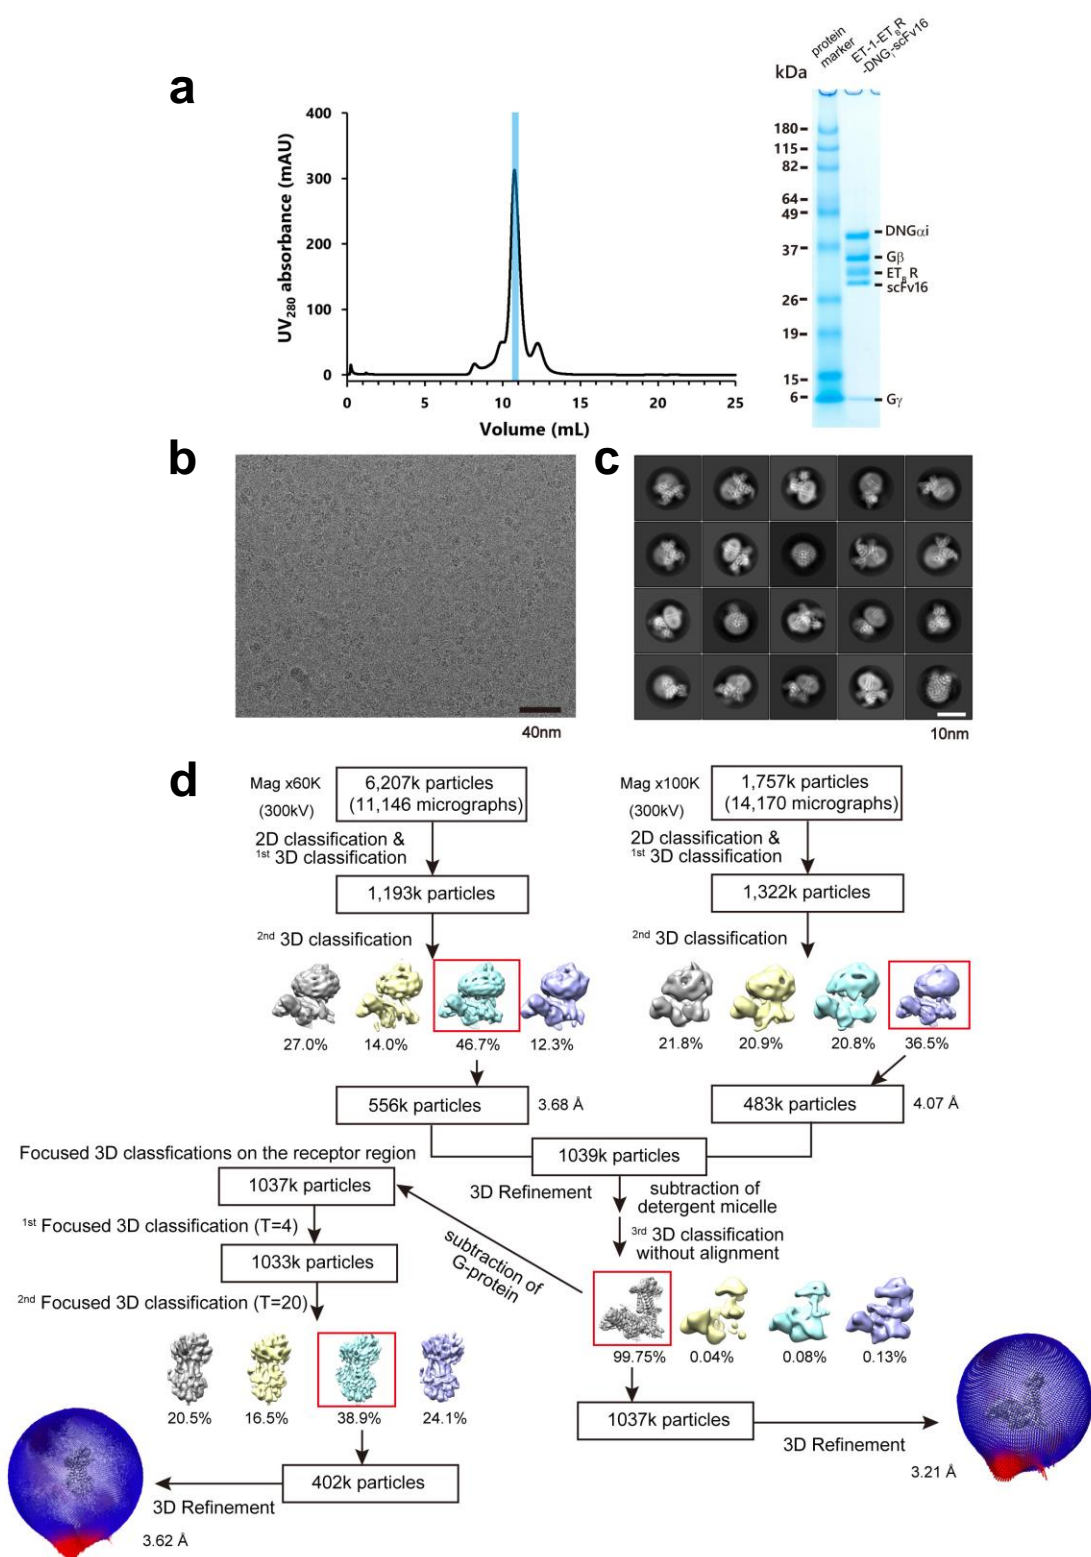 a
400
300
200
100
0
UV280 absorbance (mAU)
0 5 10 15 20 25
Volume (mL)
protein
marker
ET-1-ETBR
-DNGi-scFv16
kDa
180
115
82
64
49
37
26
19
15
6
DNGαi
Gβ
ETBR
scFv16
Gγ
b
40nm
c
10nm
d
Mag x60K
(300kV)
6,207k particles
(11,146 micrographs)
2D classification &
1st 3D classification
1,193k particles
2nd 3D classification
27.0% 14.0% 46.7% 12.3%
556k particles
3.68 Å
Mag x100K
(300kV)
1,757k particles
(14,170 micrographs)
2D classification &
1st 3D classification
1,322k particles
2nd 3D classification
21.8% 20.9% 20.8% 36.5%
483k particles
4.07 Å
1039k particles
3D Refinement
subtraction of
detergent micelle
3rd 3D classification
without alignment
99.75% 0.04% 0.08% 0.13%
1037k particles
3D Refinement
3.21 Å
subtraction of
G-protein
Focused 3D classfications on the receptor region
1037k particles
1st Focused 3D classification (T=4)
1033k particles
2nd Focused 3D classification (T=20)
20.5% 16.5% 38.9% 24.1%
402k particles
3D Refinement
3.62 Å